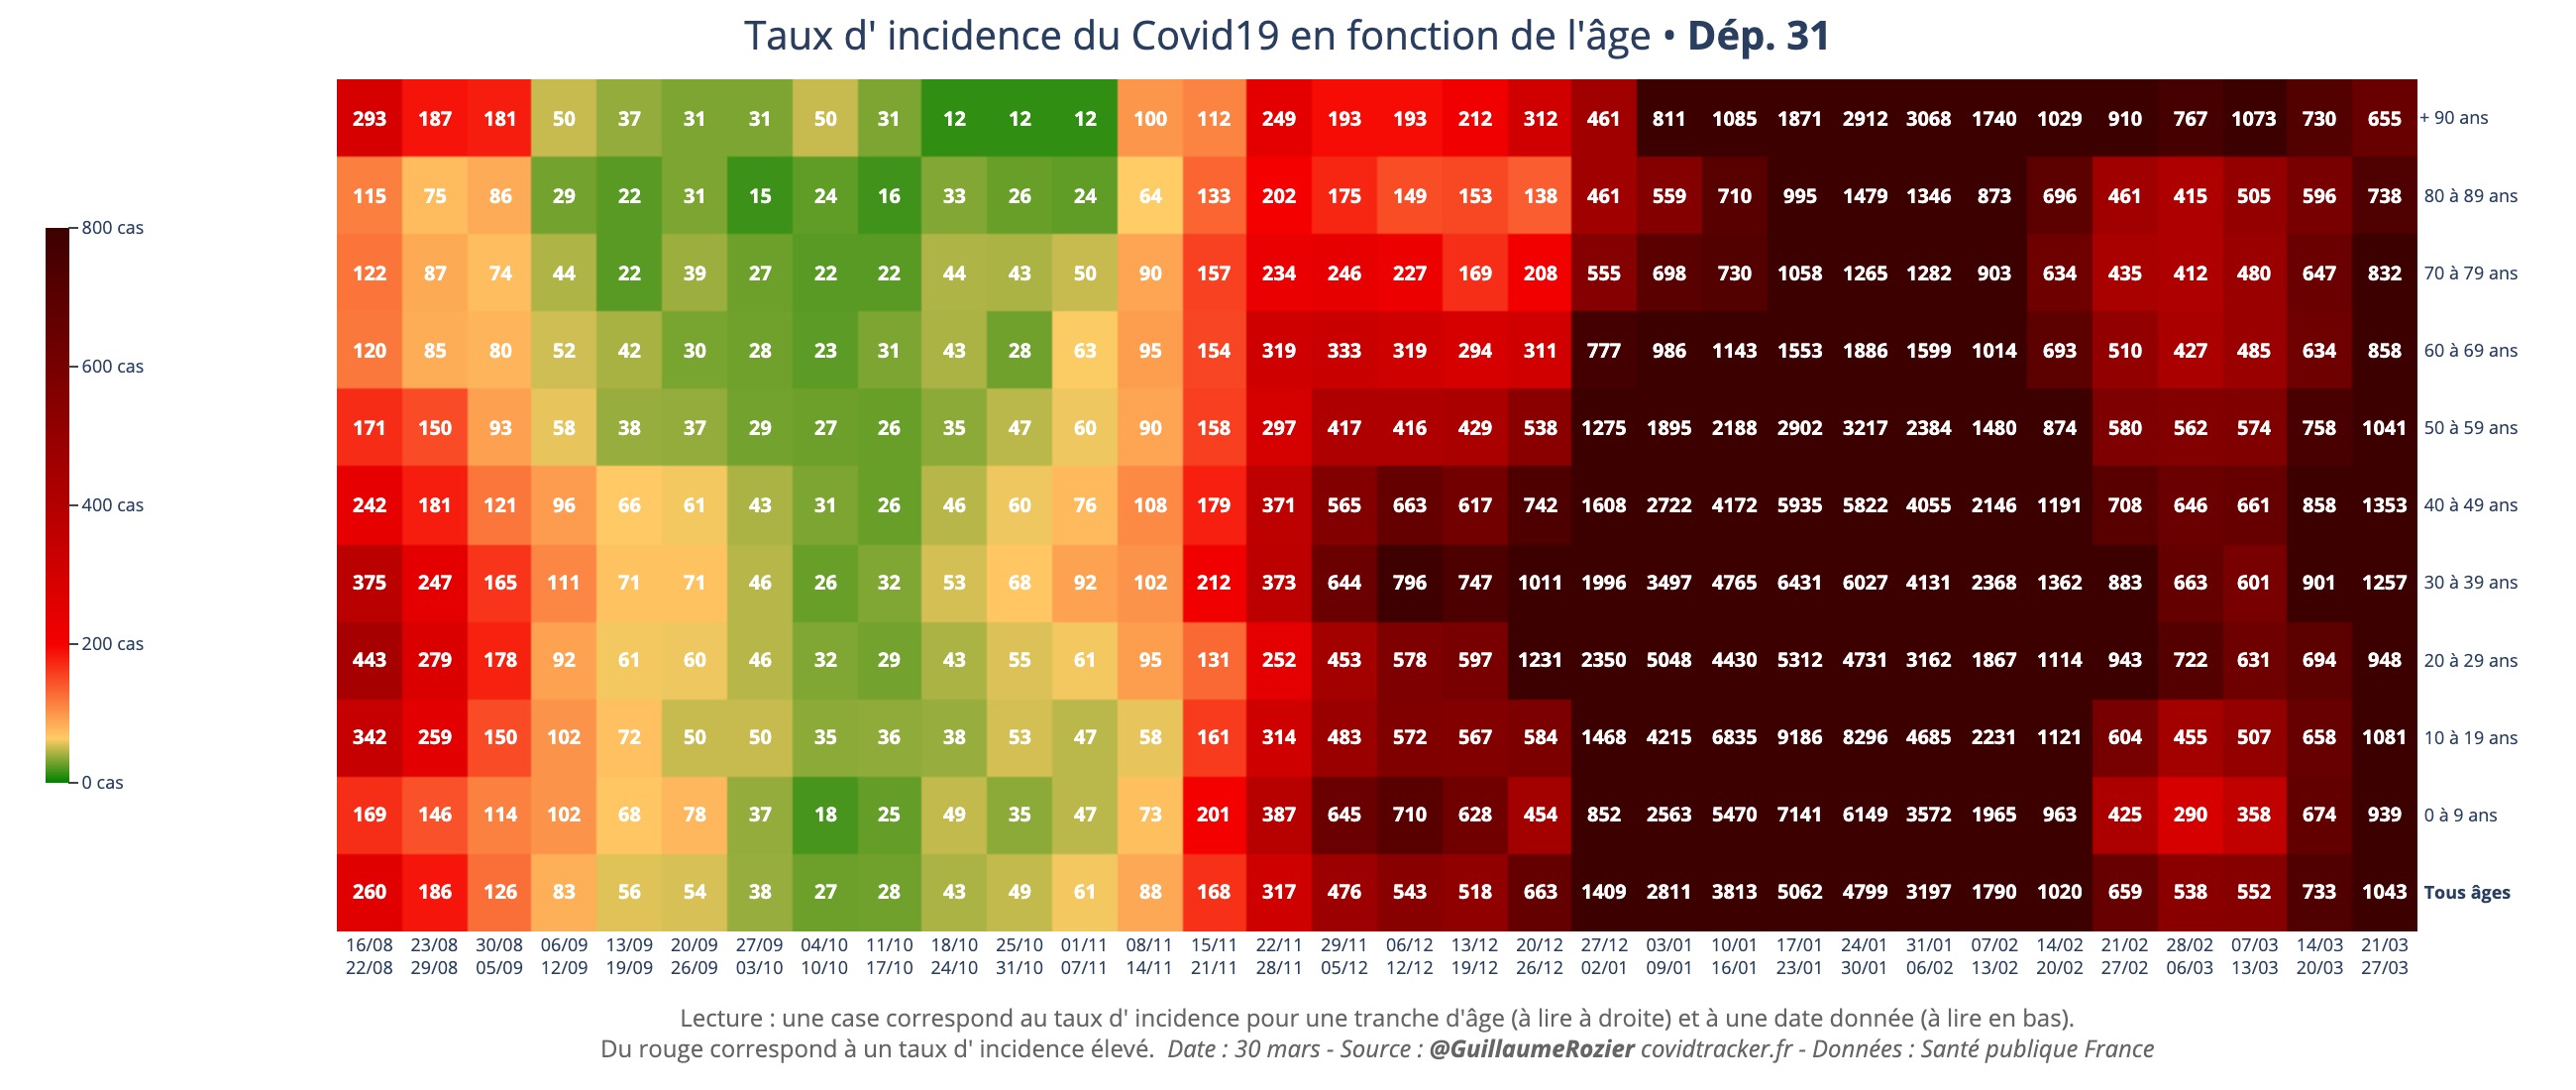 Taux d' incidence du Covid19 en fonction de l'âge • Dép. 31
293 187 181 50 37 31 31 50 31 12 12 12 100 112 249 193 193 212 312 461 811 1085 1871 2912 3068 1740 1029 910 767 1073 730 655 + 90 ans
115 75 86 29 22 31 15 24 16 33 26 24 64 133 202 175 149 153 138 461 559 710 995 1479 1346 873 696 461 415 505 596 738 80 à 89 ans
800 cas
122 87 74 44 22 39 27 22 22 44 43 50 90 157 234 246 227 169 208 555 698 730 1058 1265 1282 903 634 435 412 480 647 832 70 à 79 ans
120 85 80 52 42 30 28 23 31 43 28 63 95 154 319 333 319 294 311 777 986 1143 1553 1886 1599 1014 693 510 427 485 634 858 60 à 69 ans
600 cas
171 150 93 58 38 37 29 27 26 35 47 60 90 158 297 417 416 429 538 1275 1895 2188 2902 3217 2384 1480 874 580 562 574 758 1041 50 à 59 ans
400 cas
242 181 121 96 66 61 43 31 26 46 60 76 108 179 371 565 663 617 742 1608 2722 4172 5935 5822 4055 2146 1191 708 646 661 858 1353 40 à 49 ans
375 247 165 111 71 71 46 26 32 53 68 92 102 212 373 644 796 747 1011 1996 3497 4765 6431 6027 4131 2368 1362 883 663 601 901 1257 30 à 39 ans
200 cas
443 279 178 92 61 60 46 32 29 43 55 61 95 131 252 453 578 597 1231 2350 5048 4430 5312 4731 3162 1867 1114 943 722 631 694 948 20 à 29 ans
342 259 150 102 72 50 50 35 36 38 53 47 58 161 314 483 572 567 584 1468 4215 6835 9186 8296 4685 2231 1121 604 455 507 658 1081 10 à 19 ans
0 cas
169 146 114 102 68 78 37 18 25 49 35 47 73 201 387 645 710 628 454 852 2563 5470 7141 6149 3572 1965 963 425 290 358 674 939 0 à 9 ans
260 186 126 83 56 54 38 27 28 43 49 61 88 168 317 476 543 518 663 1409 2811 3813 5062 4799 3197 1790 1020 659 538 552 733 1043 Tous âges
16/08 23/08 30/08 06/09 13/09 20/09 27/09 04/10 11/10 18/10 25/10 01/11 08/11 15/11 22/11 29/11 06/12 13/12 20/12 27/12 03/01 10/01 17/01 24/01 31/01 07/02 14/02 21/02 28/02 07/03 14/03 21/03
22/08 29/08 05/09 12/09 19/09 26/09 03/10 10/10 17/10 24/10 31/10 07/11 14/11 21/11 28/11 05/12 12/12 19/12 26/12 02/01 09/01 16/01 23/01 30/01 06/02 13/02 20/02 27/02 06/03 13/03 20/03 27/03
Lecture : une case correspond au taux d' incidence pour une tranche d'âge (à lire à droite) et à une date donnée (à lire en bas).
Du rouge correspond à un taux d' incidence élevé. Date : 30 mars - Source : @GuillaumeRozier covidtracker.fr - Données : Santé publique France